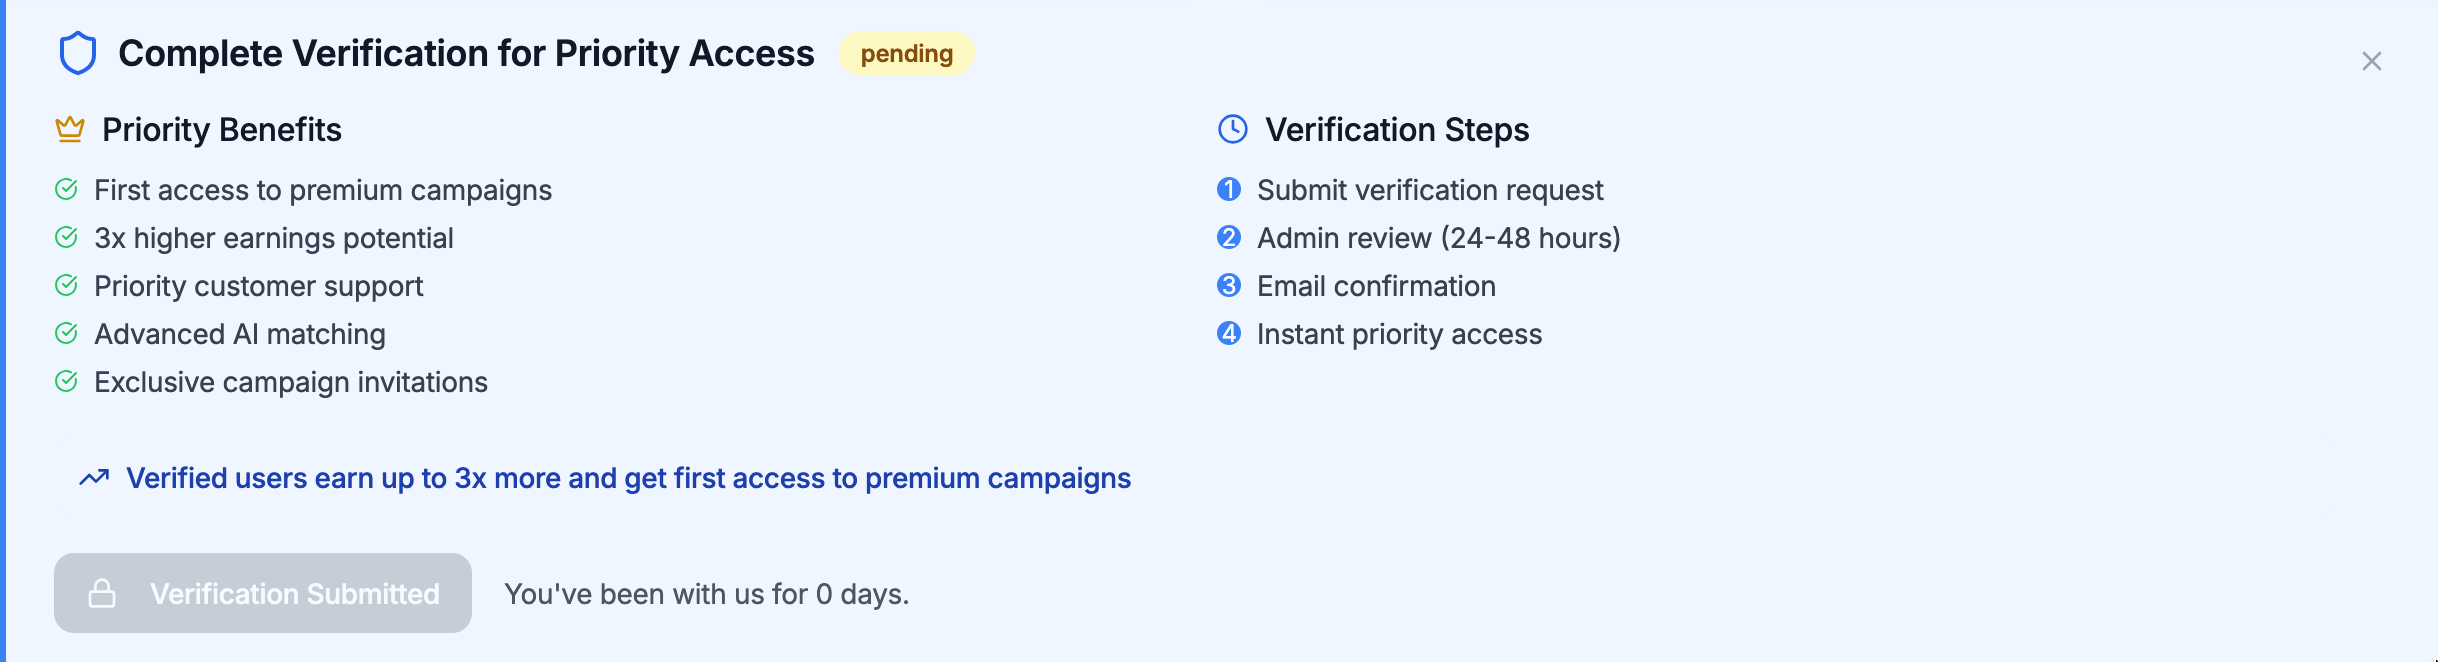 Complete Verification for Priority Access
pending
Priority Benefits
First access to premium campaigns
3x higher earnings potential
Priority customer support
Advanced AI matching
Exclusive campaign invitations
Verification Steps
1 Submit verification request
2 Admin review (24-48 hours)
3 Email confirmation
4 Instant priority access
Verified users earn up to 3x more and get first access to premium campaigns
Verification Submitted
You've been with us for 0 days.